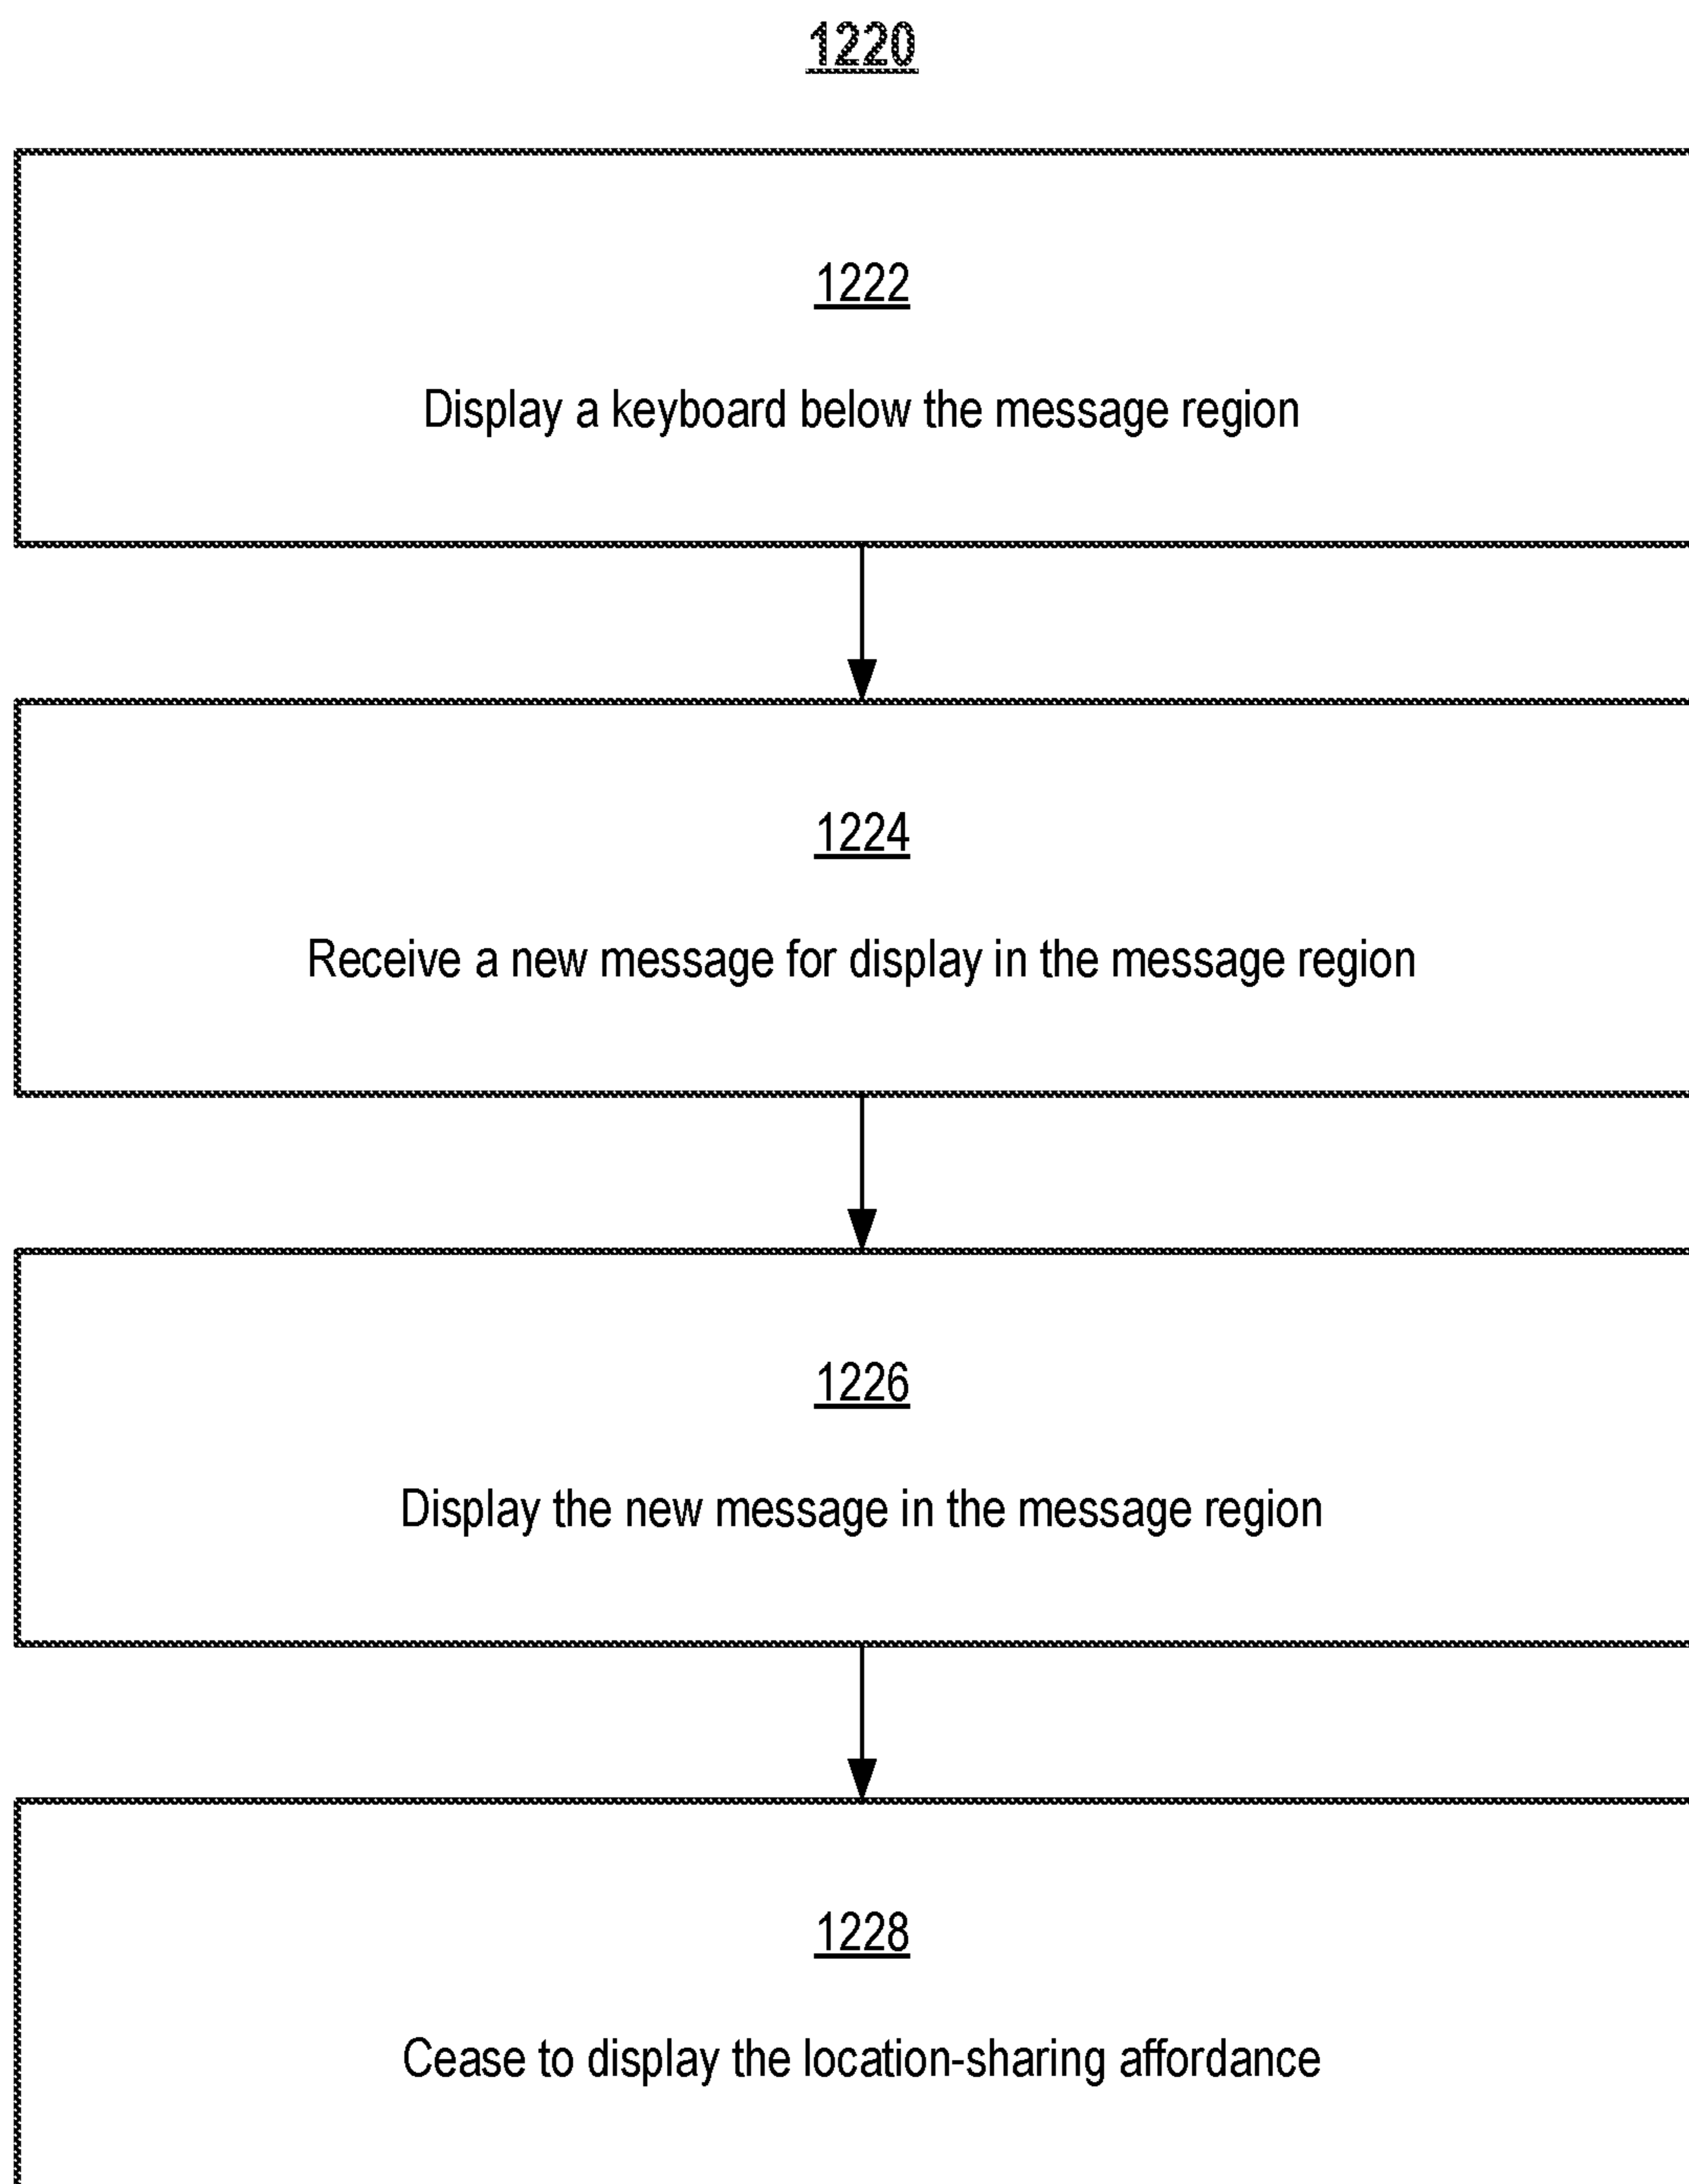 1220
1222
Display a keyboard below the message region
1224
Receive a new message for display in the message region
1226
Display the new message in the message region
1228
Cease to display the location-sharing affordance